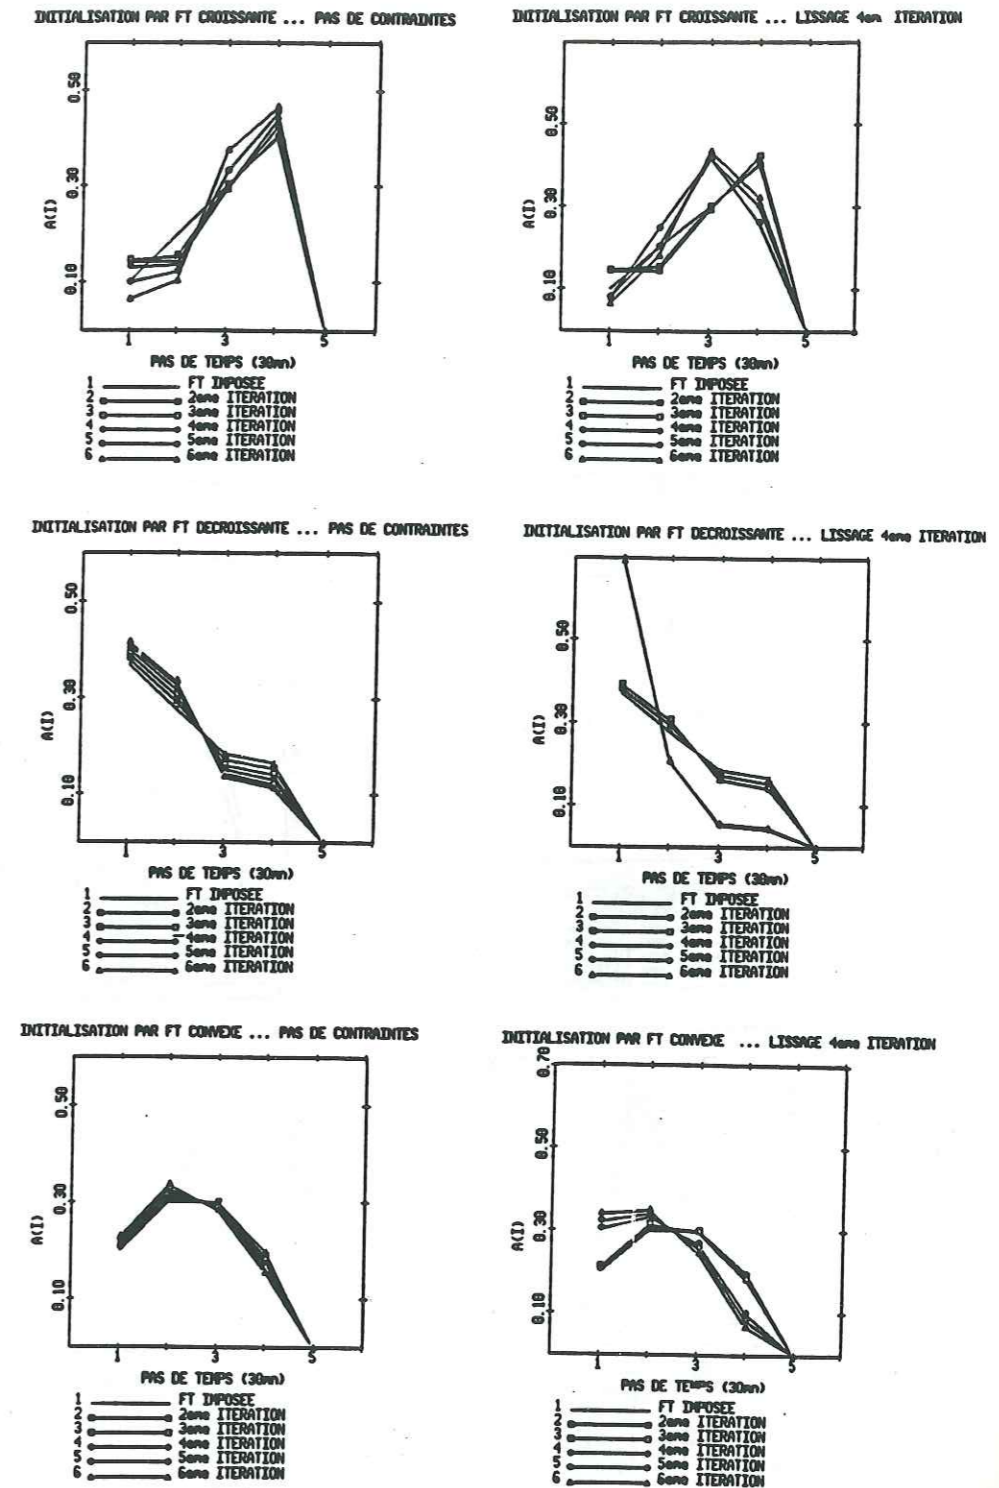 INITIALISATION PAR FT CROISSANTE ... PAS DE CONTRAINTES
0.50
0.30
0.10
A(I)
1 3 5
PAS DE TEMPS (30mn)
1 FT IMPOSEE
2 2eme ITERATION
3 3eme ITERATION
4 4eme ITERATION
5 5eme ITERATION
6 6eme ITERATION
INITIALISATION PAR FT CROISSANTE ... LISSAGE 4em ITERATION
0.50
0.30
0.10
A(I)
1 3 5
PAS DE TEMPS (30mn)
1 FT IMPOSEE
2 2eme ITERATION
3 3eme ITERATION
4 4eme ITERATION
5 5eme ITERATION
6 6eme ITERATION
INITIALISATION PAR FT DECROISSANTE ... PAS DE CONTRAINTES
0.50
0.30
0.10
A(I)
1 3 5
PAS DE TEMPS (30mn)
1 FT IMPOSEE
2 2eme ITERATION
3 3eme ITERATION
4 4eme ITERATION
5 5eme ITERATION
6 6eme ITERATION
INITIALISATION PAR FT DECROISSANTE ... LISSAGE 4eme ITERATION
0.50
0.30
0.10
A(I)
1 3 5
PAS DE TEMPS (30mn)
1 FT IMPOSEE
2 2eme ITERATION
3 3eme ITERATION
4 4eme ITERATION
5 5eme ITERATION
6 6eme ITERATION
INITIALISATION PAR FT CONVEXE ... PAS DE CONTRAINTES
0.50
0.30
0.10
A(I)
1 3 5
PAS DE TEMPS (30mn)
1 FT IMPOSEE
2 2eme ITERATION
3 3eme ITERATION
4 4eme ITERATION
5 5eme ITERATION
6 6eme ITERATION
INITIALISATION PAR FT CONVEXE ... LISSAGE 4eme ITERATION
0.70
0.50
0.30
0.10
A(I)
1 3 5
PAS DE TEMPS (30mn)
1 FT IMPOSEE
2 2eme ITERATION
3 3eme ITERATION
4 4eme ITERATION
5 5eme ITERATION
6 6eme ITERATION